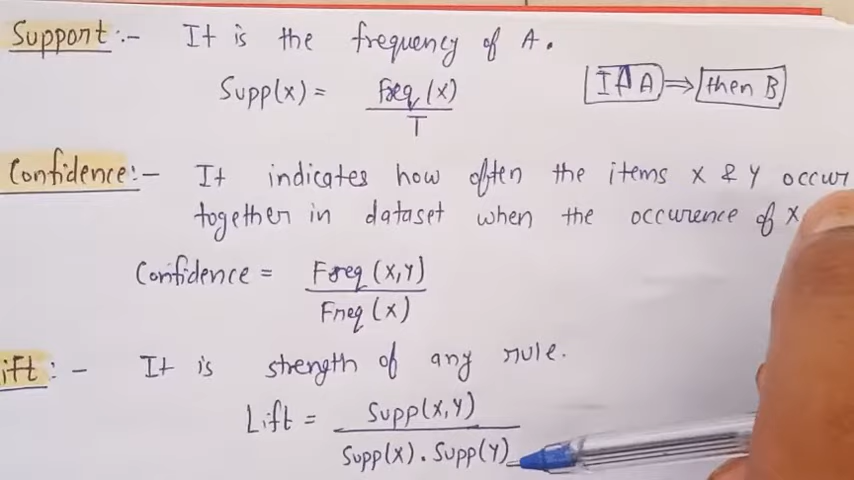 Support :- It is the frequency of A.
Supp(x) = Freq(x) / T
If A ⇒ then B
Confidence :- It indicates how often the items x & y occur
together in dataset when the occurence of x
Confidence = Freq(x,y) / Freq(x)
ift :- It is strength of any rule.
Lift = Supp(x,y) / Supp(x) . Supp(y)